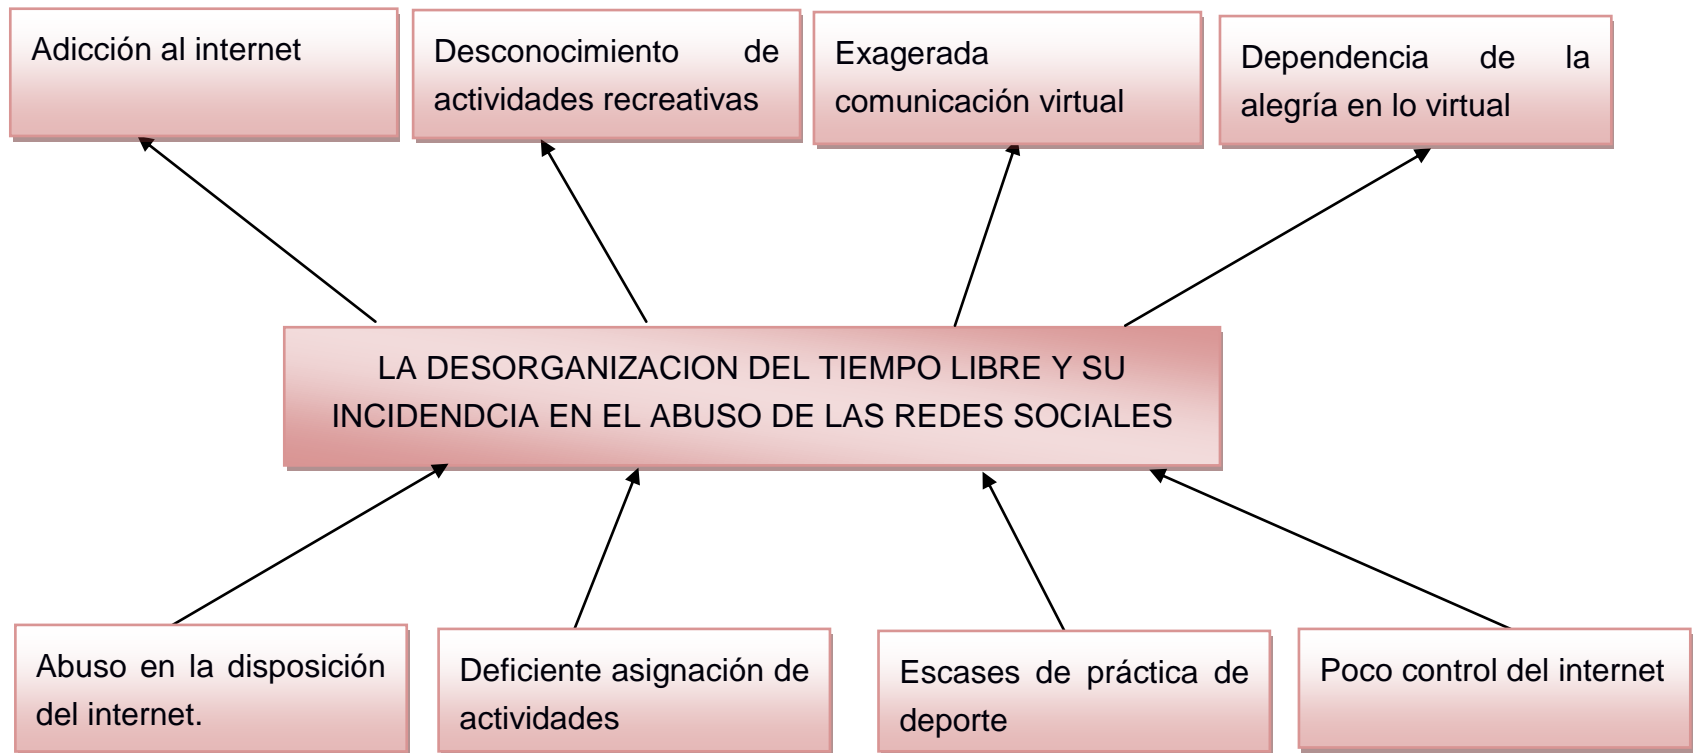 Adicción al internet
Desconocimiento de
actividades recreativas
Exagerada
comunicación virtual
Dependencia de la
alegría en lo virtual
LA DESORGANIZACION DEL TIEMPO LIBRE Y SU
INCIDENDCIA EN EL ABUSO DE LAS REDES SOCIALES
Abuso en la disposición
del internet.
Deficiente asignación de
actividades
Escases de práctica de
deporte
Poco control del internet